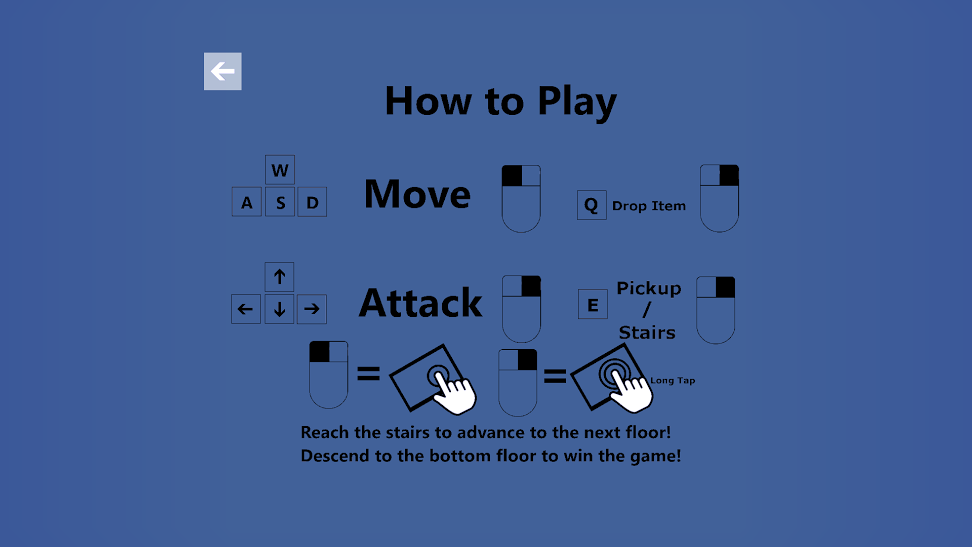 How to Play
W
A S D
Move
Q Drop Item
↑
← ↓ →
Attack
E
Pickup
/
Stairs
=
=
Long Tap
Reach the stairs to advance to the next floor!
Descend to the bottom floor to win the game!